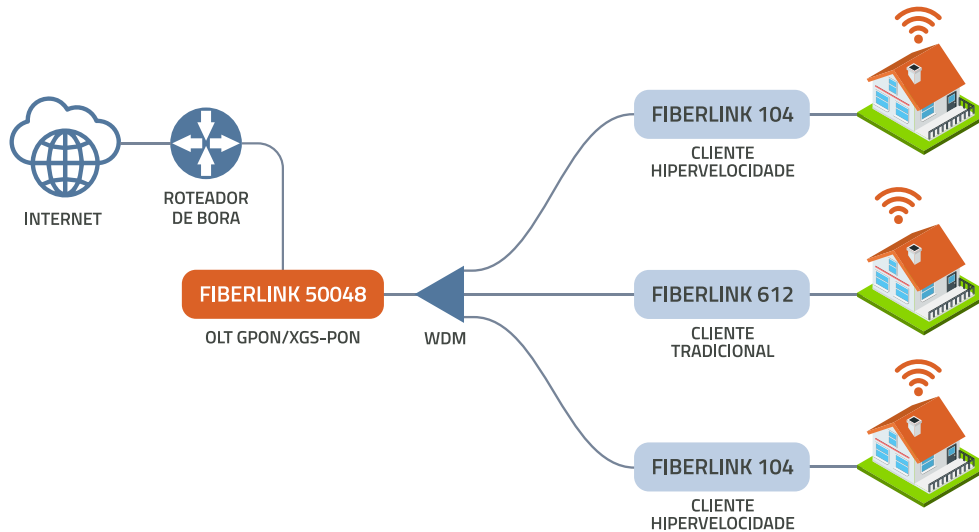 INTERNET
ROTEADOR
DE BORA
FIBERLINK 50048
OLT GPON/XGS-PON
WDM
FIBERLINK 104
CLIENTE
HIPERVELOCIDADE
FIBERLINK 612
CLIENTE
TRADICIONAL
FIBERLINK 104
CLIENTE
HIPERVELOCIDADE